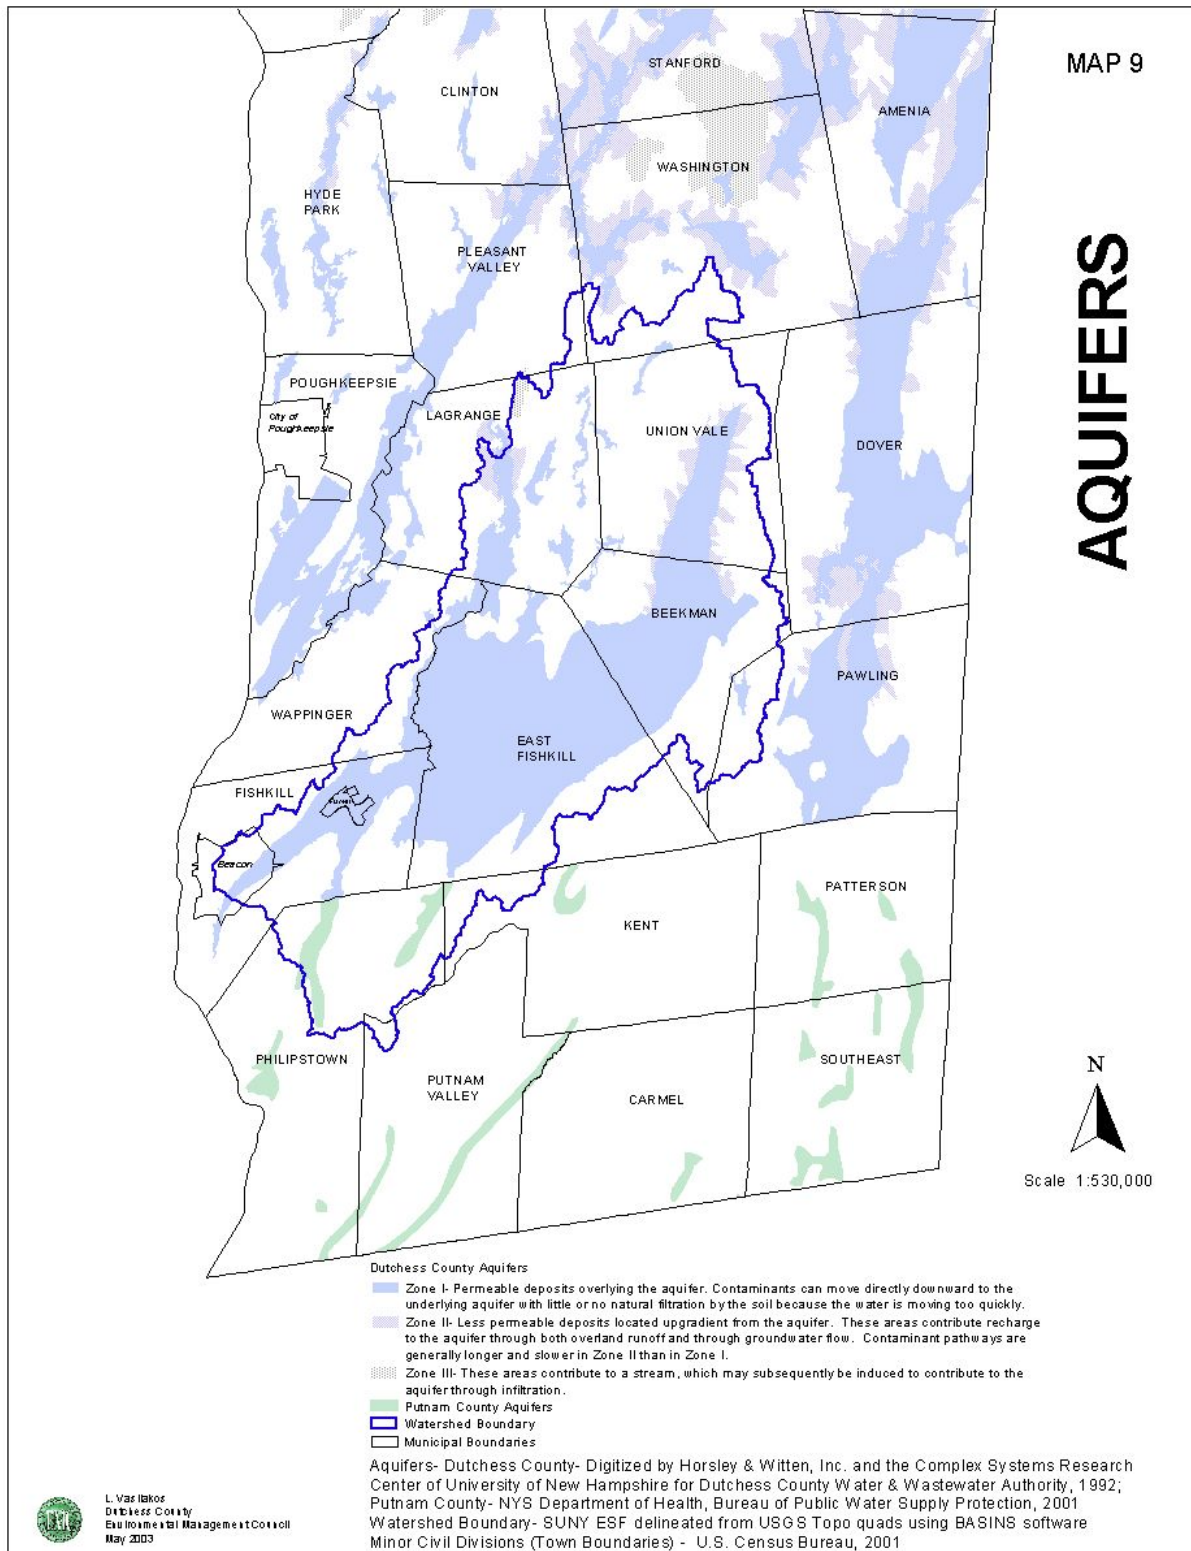 MAP 9
AQUIFERS
STANFORD
CLINTON
AMENIA
WASHINGTON
HYDE
PARK
PLEASANT
VALLEY
POUGHKEEPSIE
City of
Poughkeepsie
LAGRANGE
UNION VALE
DOVER
BEEKMAN
PAWLING
WAPPINGER
EAST
FISHKILL
FISHKILL
Beacon
PATTERSON
KENT
PHILIPSTOWN
PUTNAM
VALLEY
CARMEL
SOUTHEAST
N
Scale 1:530,000
Dutchess County Aquifers
Zone I- Permeable deposits overlying the aquifer. Contaminants can move directly downward to the
underlying aquifer with little or no natural filtration by the soil because the water is moving too quickly.
Zone II- Less permeable deposits located upgradient from the aquifer. These areas contribute recharge
to the aquifer through both overland runoff and through groundwater flow. Contaminant pathways are
generally longer and slower in Zone II than in Zone I.
Zone III- These areas contribute to a stream, which may subsequently be induced to contribute to the
aquifer through infiltration.
Putnam County Aquifers
Watershed Boundary
Municipal Boundaries
Aquifers- Dutchess County- Digitized by Horsley & Witten, Inc. and the Complex Systems Research
Center of University of New Hampshire for Dutchess County Water & Wastewater Authority, 1992;
Putnam County- NYS Department of Health, Bureau of Public Water Supply Protection, 2001
Watershed Boundary- SUNY ESF delineated from USGS Topo quads using BASINS software
Minor Civil Divisions (Town Boundaries) - U.S. Census Bureau, 2001
L. Vasilakos
Dutchess County
Environmental Management Council
May 2003